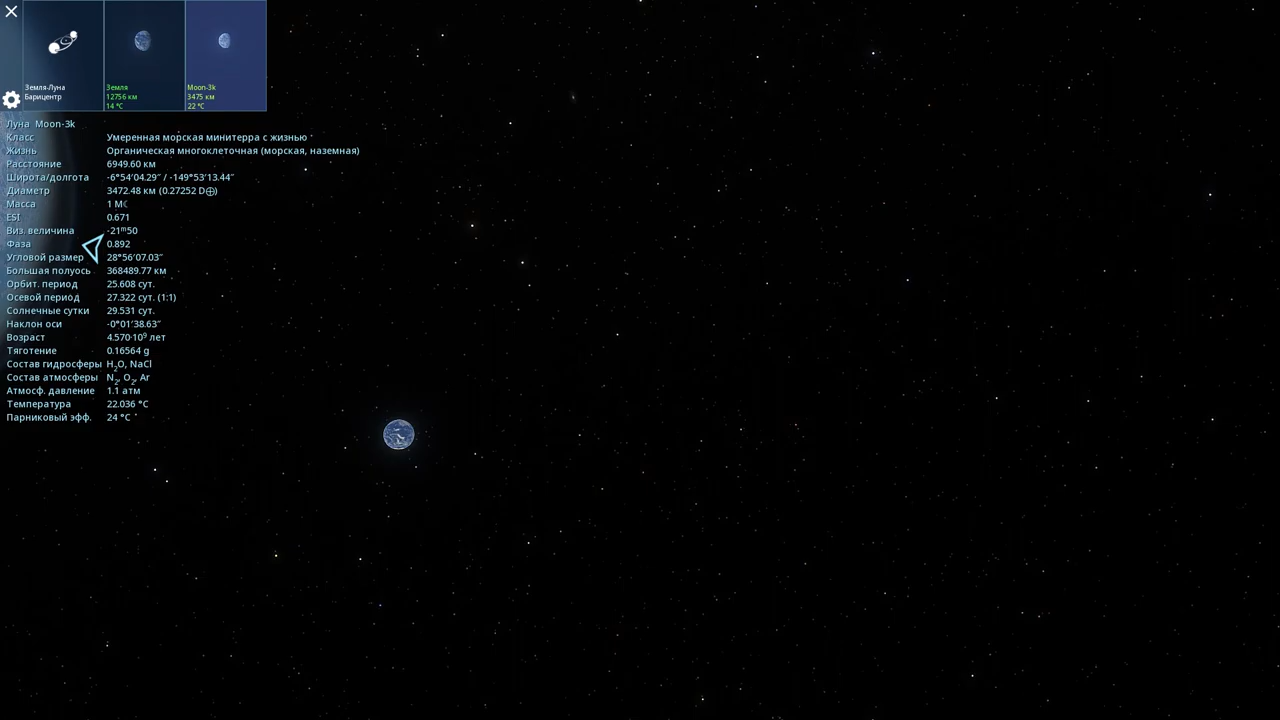 Земля-Луна
Барицентр
Земля
12756 км
14 °C
Moon-3k
3475 км
22 °C
Луна Moon-3k
Класс Умеренная морская минитерра с жизнью
Жизнь Органическая многоклеточная (морская, наземная)
Расстояние 6949.60 км
Широта/долгота -6°54′04.29″ / -149°53′13.44″
Диаметр 3472.48 км (0.27252 D⊕)
Масса 1 M☾
ESI 0.671
Виз. величина -21ᵐ50
Фаза 0.892
Угловой размер 28°56′07.03″
Большая полуось 368489.77 км
Орбит. период 25.608 сут.
Осевой период 27.322 сут. (1:1)
Солнечные сутки 29.531 сут.
Наклон оси -0°01′38.63″
Возраст 4.570·10⁹ лет
Тяготение 0.16564 g
Состав гидросферы H₂O, NaCl
Состав атмосферы N₂, O₂, Ar
Атмосф. давление 1.1 атм
Температура 22.036 °C
Парниковый эфф. 24 °C